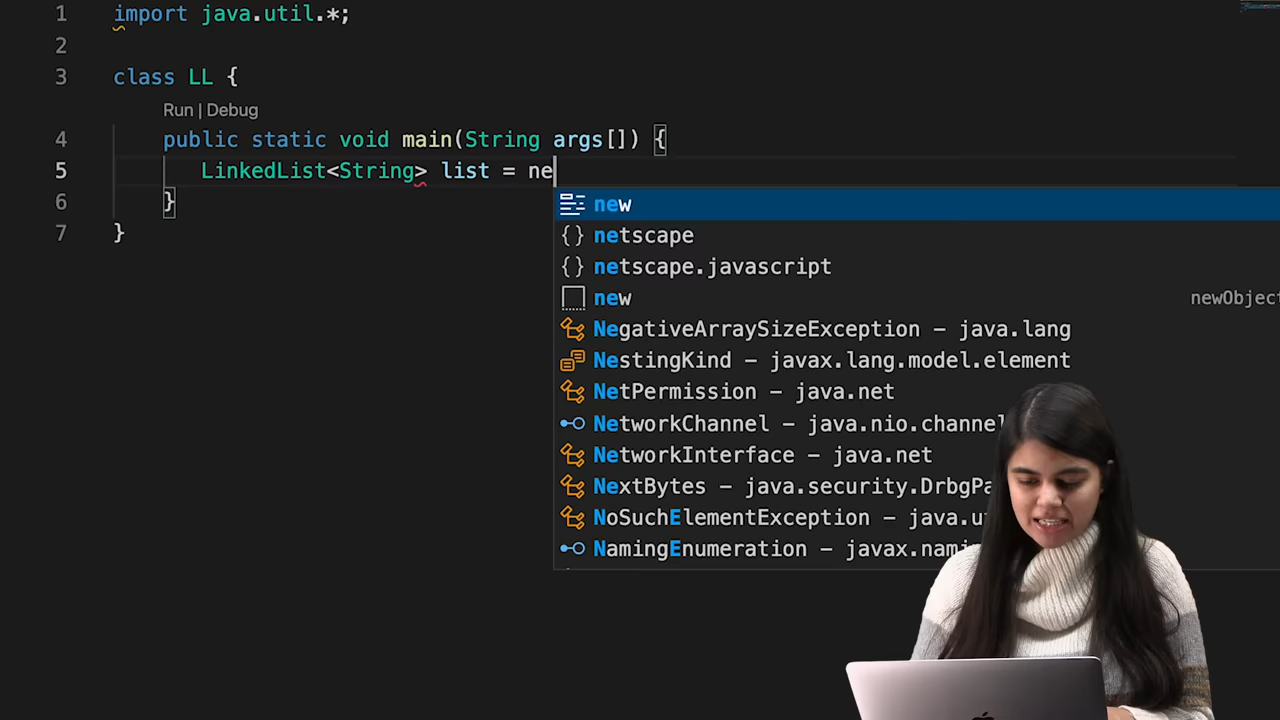 1 import java.util.*;
2
3 class LL {
Run | Debug
4 public static void main(String args[]) {
5 LinkedList<String> list = ne
6 }
7 }
new
netscape
netscape.javascript
new newObjec
NegativeArraySizeException – java.lang
NestingKind – javax.lang.model.element
NetPermission – java.net
NetworkChannel – java.nio.channel
NetworkInterface – java.net
NextBytes – java.security.DrbgPa
NoSuchElementException – java.u
NamingEnumeration – javax.nami